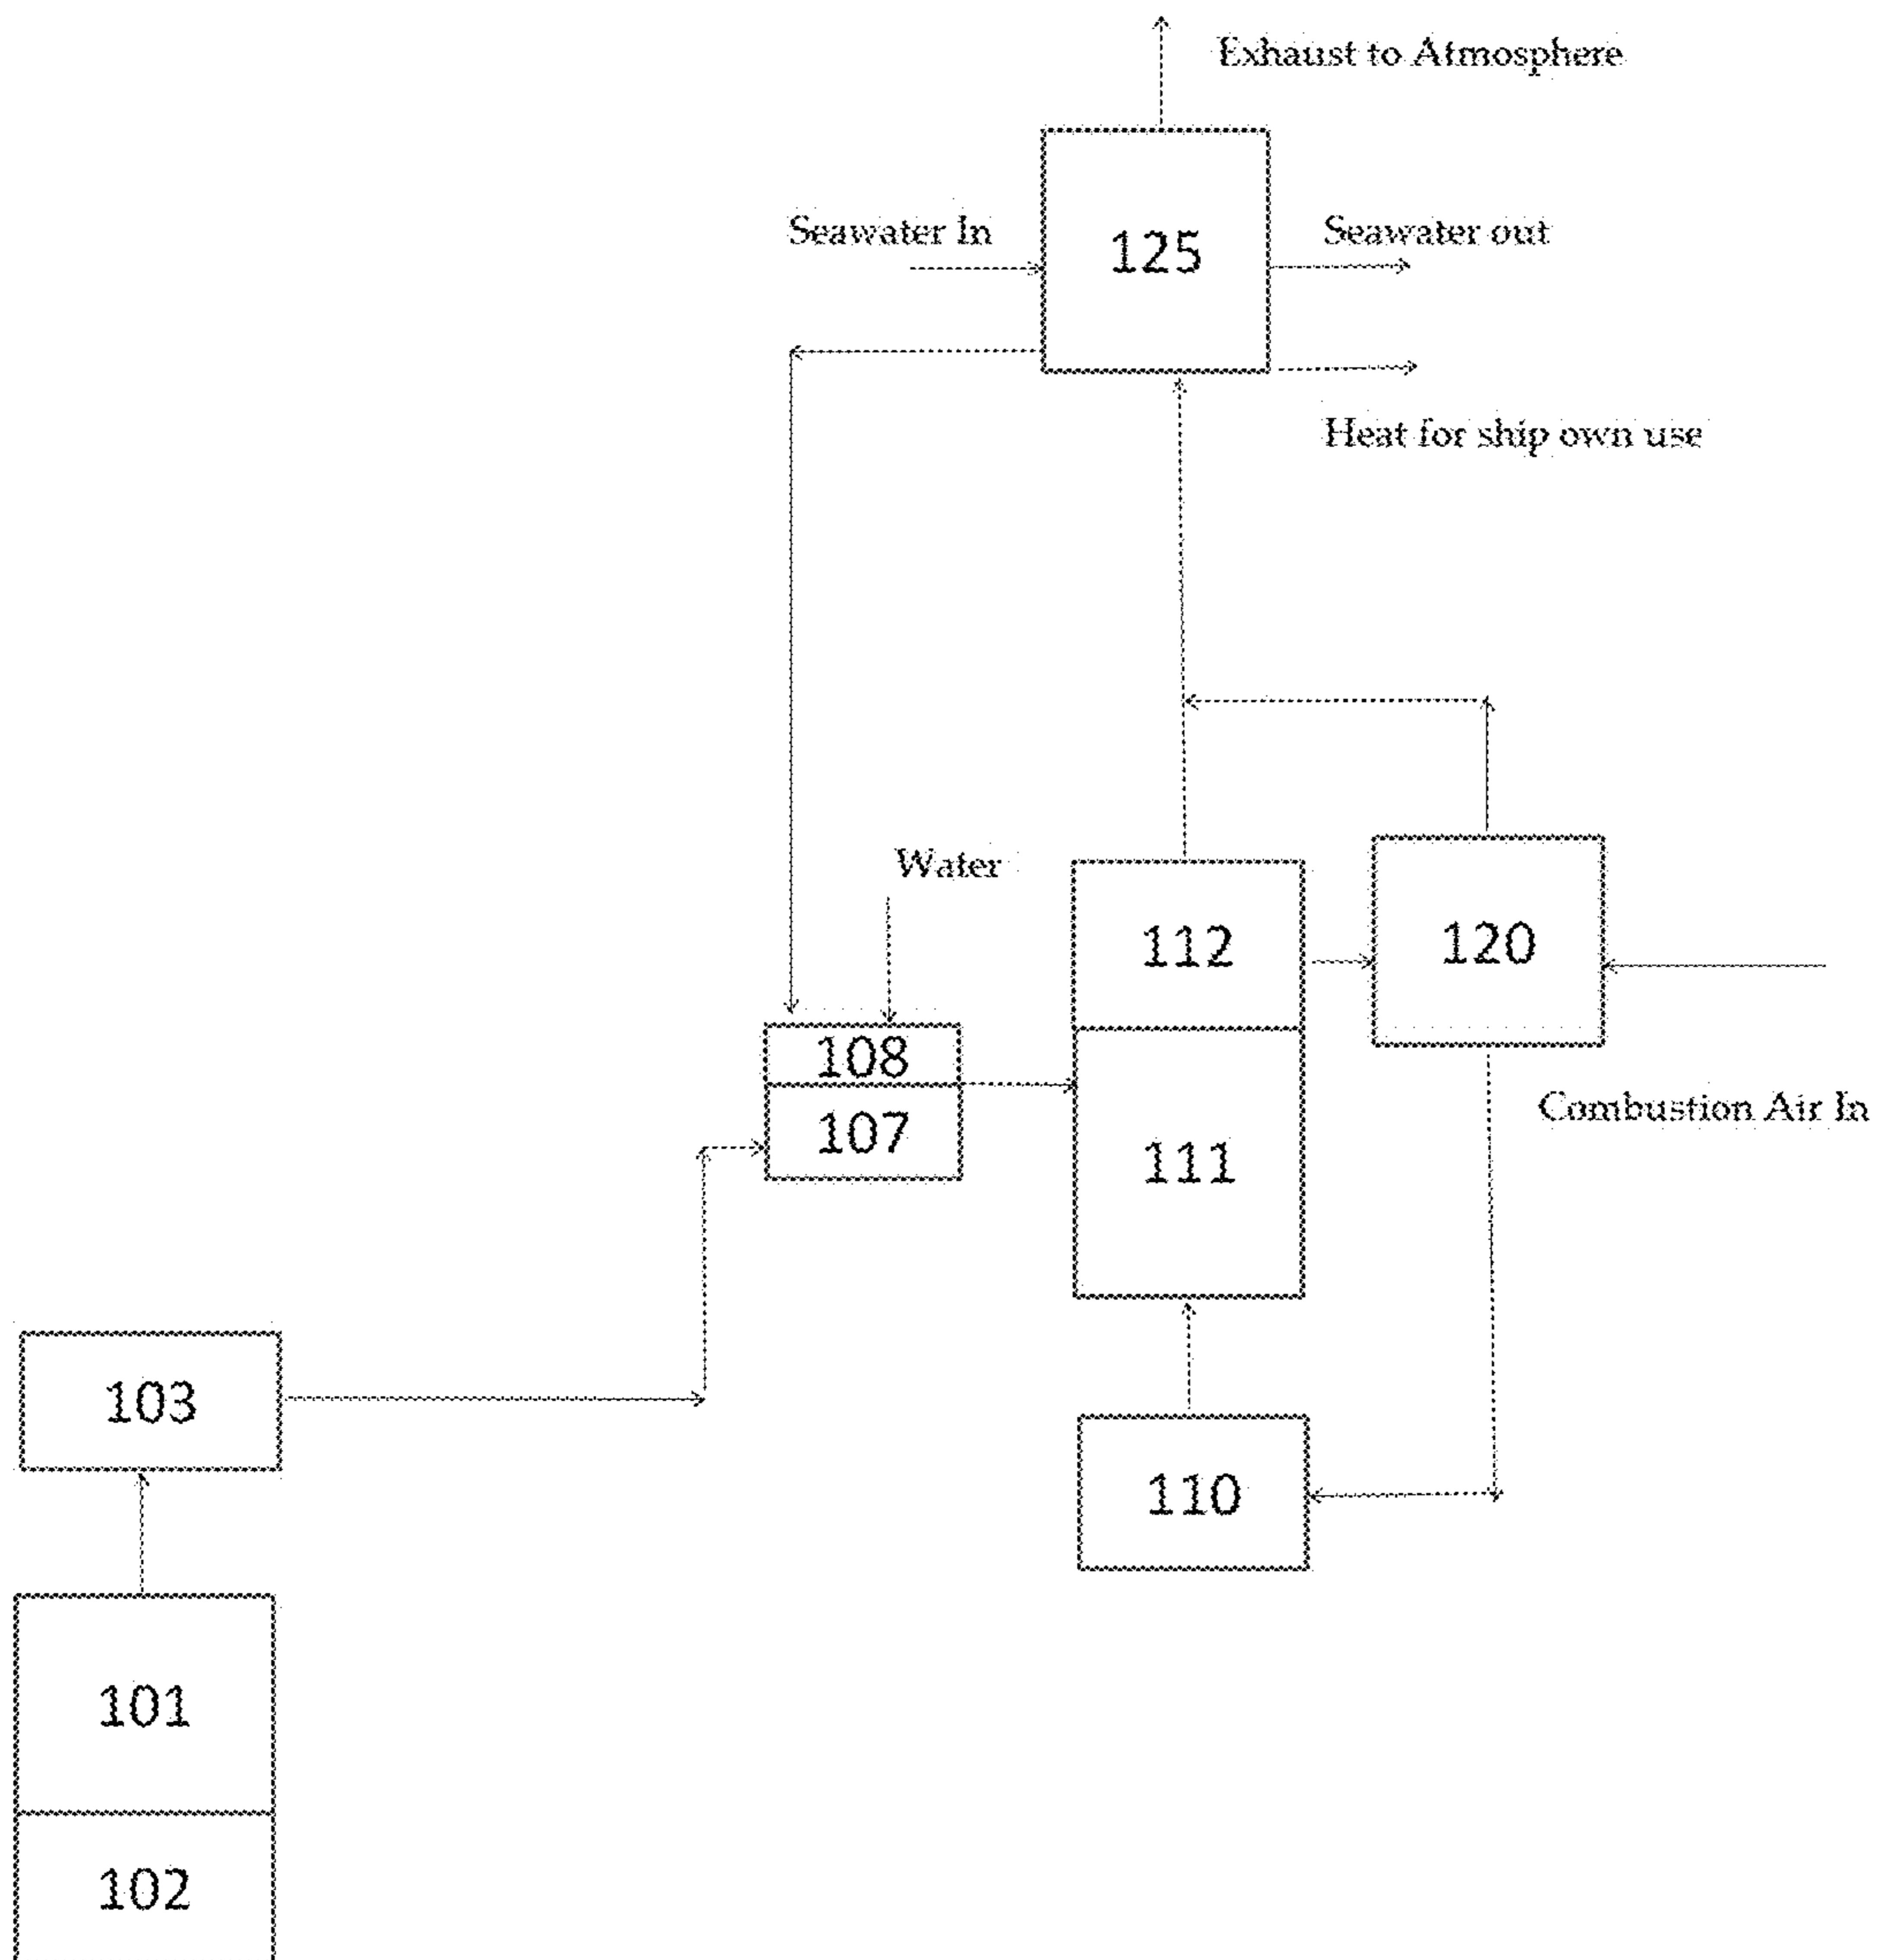 Exhaust to Atmosphere
Seawater In
125
Seawater out
Heat for ship own use
Water
112
120
108
107
Combustion Air In
111
103
110
101
102